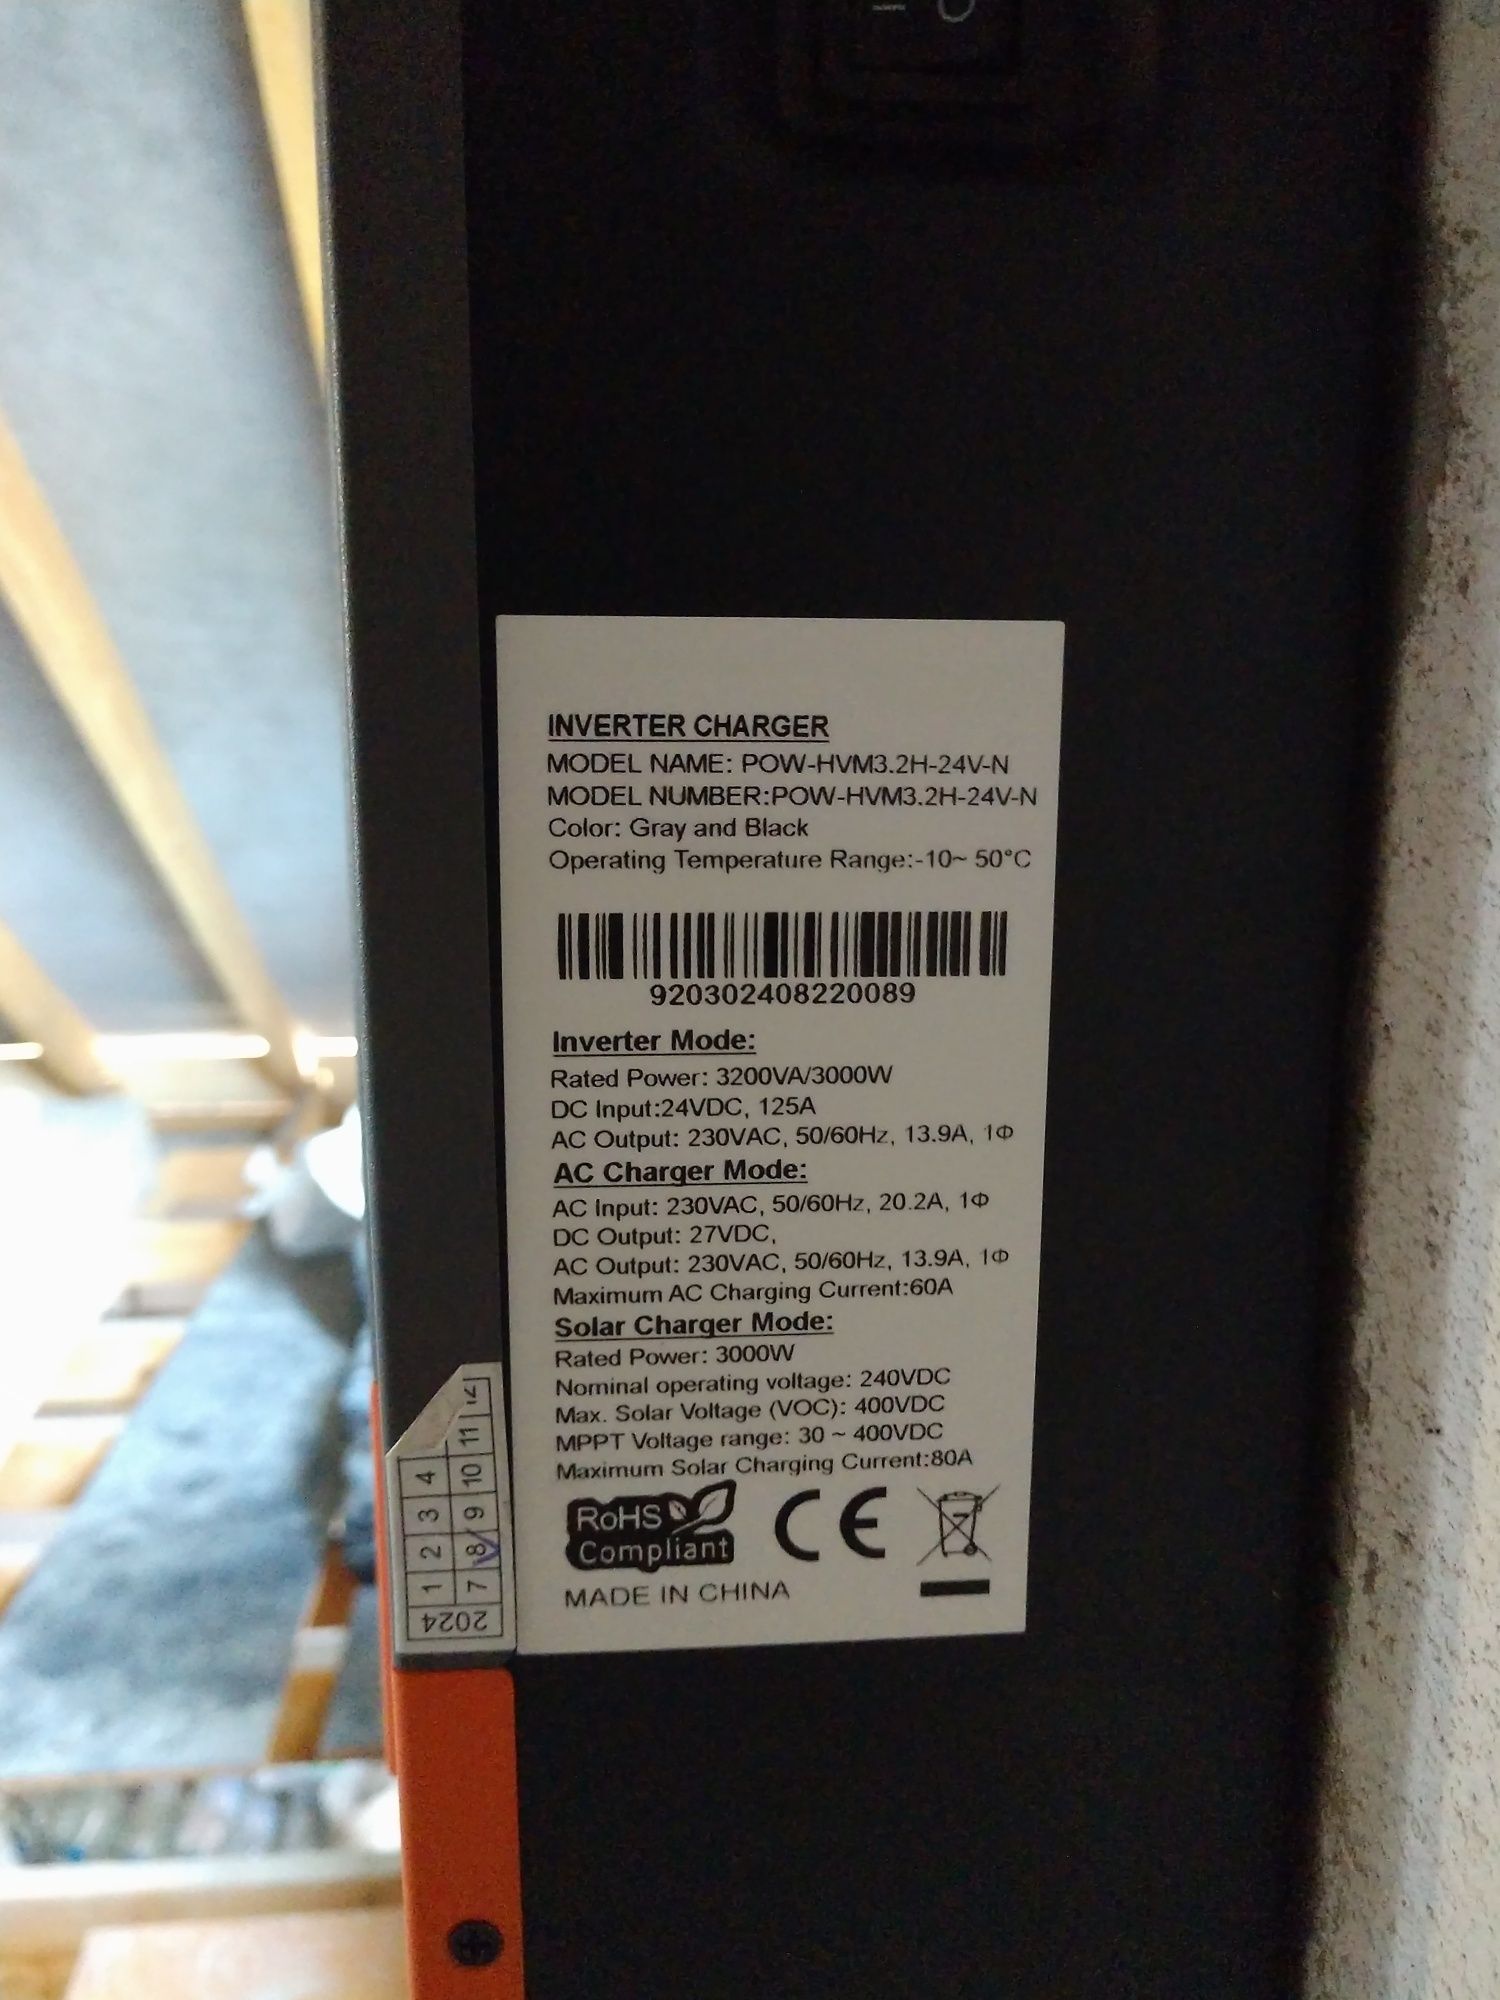 INVERTER CHARGER
MODEL NAME: POW-HVM3.2H-24V-N
MODEL NUMBER:POW-HVM3.2H-24V-N
Color: Gray and Black
Operating Temperature Range:-10~ 50°C
920302408220089
Inverter Mode:
Rated Power: 3200VA/3000W
DC Input:24VDC, 125A
AC Output: 230VAC, 50/60Hz, 13.9A, 1Φ
AC Charger Mode:
AC Input: 230VAC, 50/60Hz, 20.2A, 1Φ
DC Output: 27VDC,
AC Output: 230VAC, 50/60Hz, 13.9A, 1Φ
Maximum AC Charging Current:60A
Solar Charger Mode:
Rated Power: 3000W
Nominal operating voltage: 240VDC
Max. Solar Voltage (VOC): 400VDC
MPPT Voltage range: 30 ~ 400VDC
Maximum Solar Charging Current:80A
RoHS
Compliant
CE
MADE IN CHINA
2024
1 2 3 4
7 8 9 10 11 12